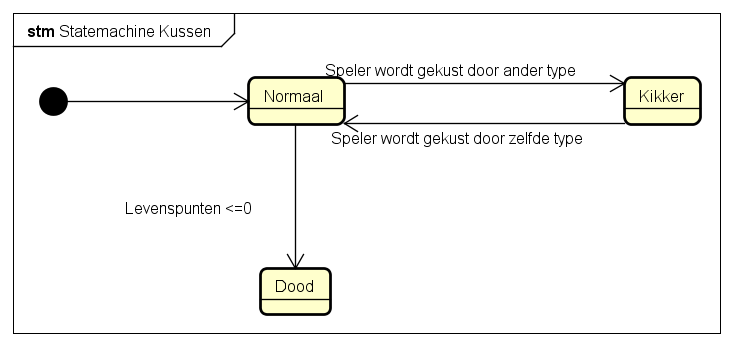 stm Statemachine Kussen
Speler wordt gekust door ander type
Normaal
Kikker
Speler wordt gekust door zelfde type
Levenspunten <=0
Dood